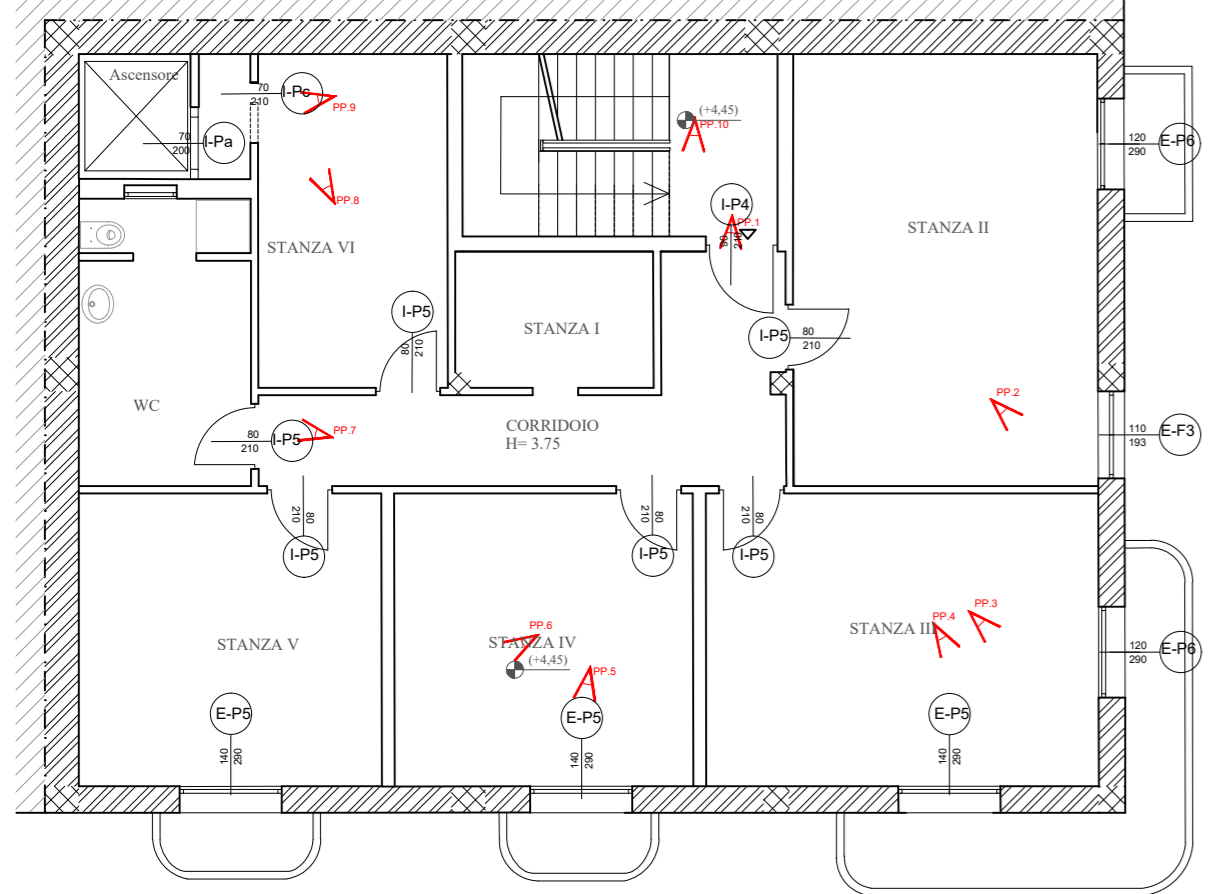 Ascensore
70
210
I-Pc
PP.9
70
200
I-Pa
(+4,45)
PP.10
120
290
E-P6
PP.8
I-P4
PP.1
90
210
STANZA II
STANZA VI
I-P5
80
210
STANZA I
I-P5
80
210
WC
PP.2
80
210
I-P5
PP.7
CORRIDOIO
H= 3.75
110
193
E-F3
210
80
I-P5
210
80
I-P5
210
80
I-P5
STANZA V
PP.6
STANZA IV
(+4,45)
PP.5
STANZA III
PP.4
PP.3
120
290
E-P6
E-P5
140
290
E-P5
140
290
E-P5
140
290